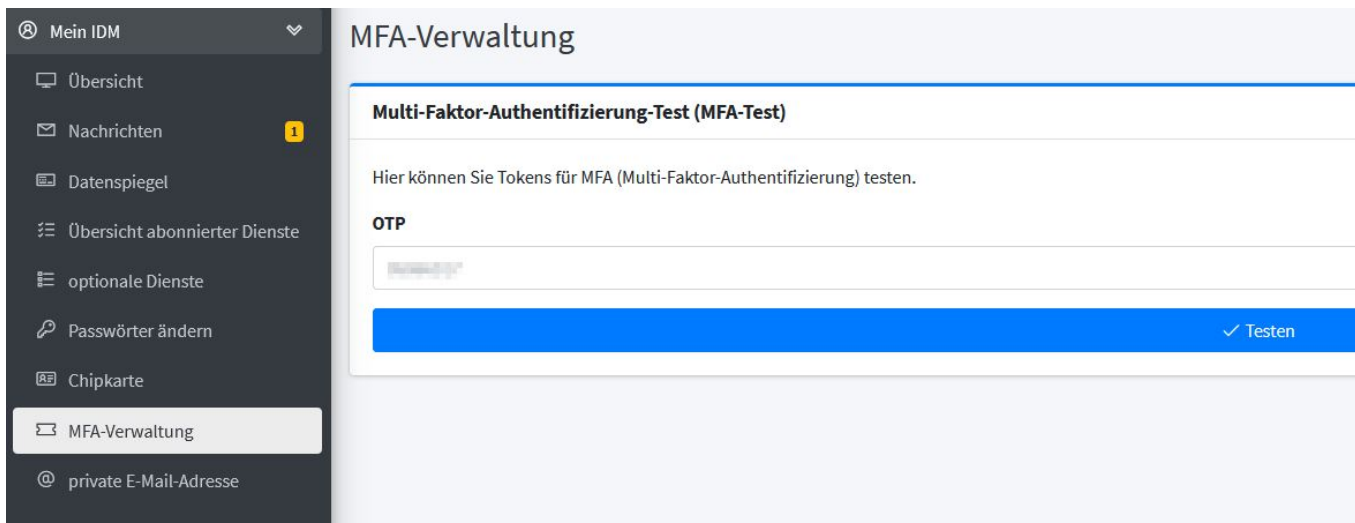 Mein IDM
Übersicht
Nachrichten
1
Datenspiegel
Übersicht abonnierter Dienste
optionale Dienste
Passwörter ändern
Chipkarte
MFA-Verwaltung
private E-Mail-Adresse
MFA-Verwaltung
Multi-Faktor-Authentifizierung-Test (MFA-Test)
Hier können Sie Tokens für MFA (Multi-Faktor-Authentifizierung) testen.
OTP
Testen